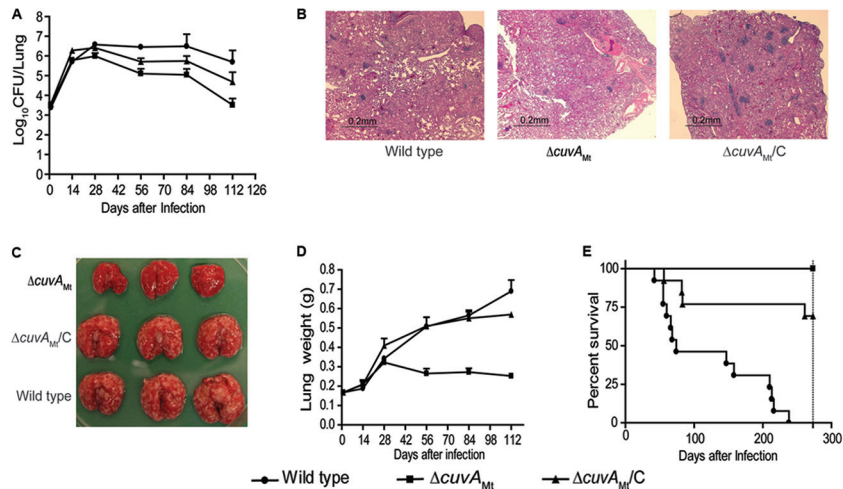 A
Log10CFU/Lung
7
6
5
4
3
2
1
0
0 14 28 42 56 70 84 98 112 126
Days after Infection
B
0.2mm
0.2mm
0.2mm
Wild type
ΔcuvAMt
ΔcuvAMt/C
C
ΔcuvAMt
ΔcuvAMt/C
Wild type
D
Lung weight (g)
0.8
0.7
0.6
0.5
0.4
0.3
0.2
0.1
0.0
0 14 28 42 56 70 84 98 112
Days after infection
E
Percent survival
100
75
50
25
0
0 100 200 300
Days after Infection
Wild type
ΔcuvAMt
ΔcuvAMt/C